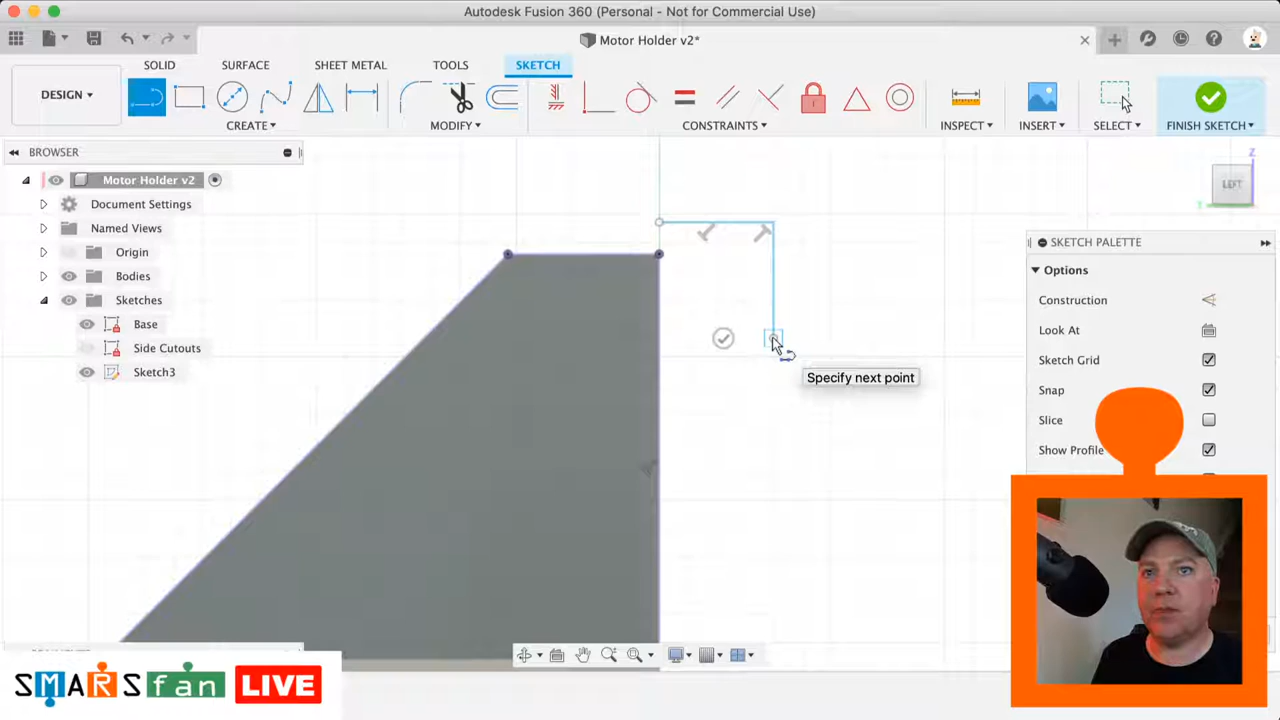 Autodesk Fusion 360 (Personal - Not for Commercial Use)
Motor Holder v2*
SOLID SURFACE SHEET METAL TOOLS SKETCH
DESIGN
CREATE MODIFY CONSTRAINTS INSPECT INSERT SELECT FINISH SKETCH
BROWSER
Motor Holder v2
Document Settings
Named Views
Origin
Bodies
Sketches
Base
Side Cutouts
Sketch3
Z
LEFT
Specify next point
SKETCH PALETTE
Options
Construction
Look At
Sketch Grid
Snap
Slice
Show Profile
SMARSfan LIVE